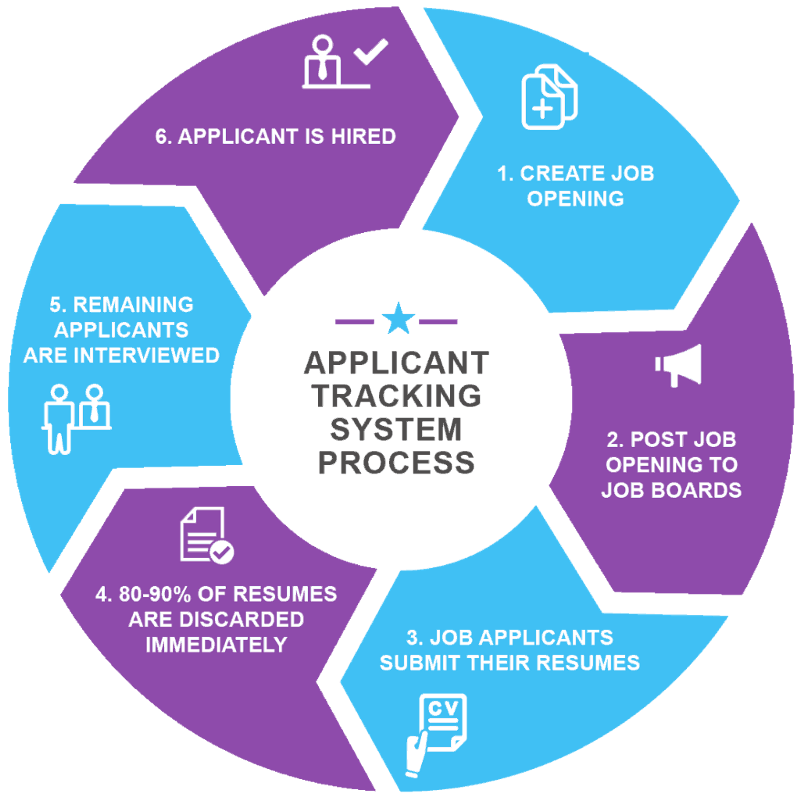 APPLICANT
TRACKING
SYSTEM
PROCESS
1. CREATE JOB
OPENING
2. POST JOB
OPENING TO
JOB BOARDS
3. JOB APPLICANTS
SUBMIT THEIR RESUMES
CV
4. 80-90% OF RESUMES
ARE DISCARDED
IMMEDIATELY
5. REMAINING
APPLICANTS
ARE INTERVIEWED
6. APPLICANT IS HIRED